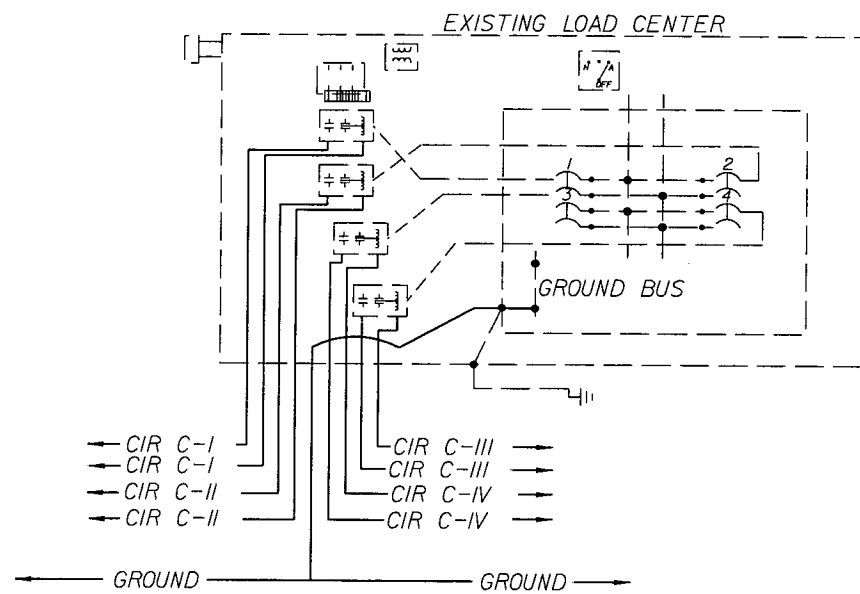 EXISTING LOAD CENTER
H A
OFF
1 2
3 4
GROUND BUS
CIR C-I
CIR C-I
CIR C-II
CIR C-II
CIR C-III
CIR C-III
CIR C-IV
CIR C-IV
GROUND GROUND